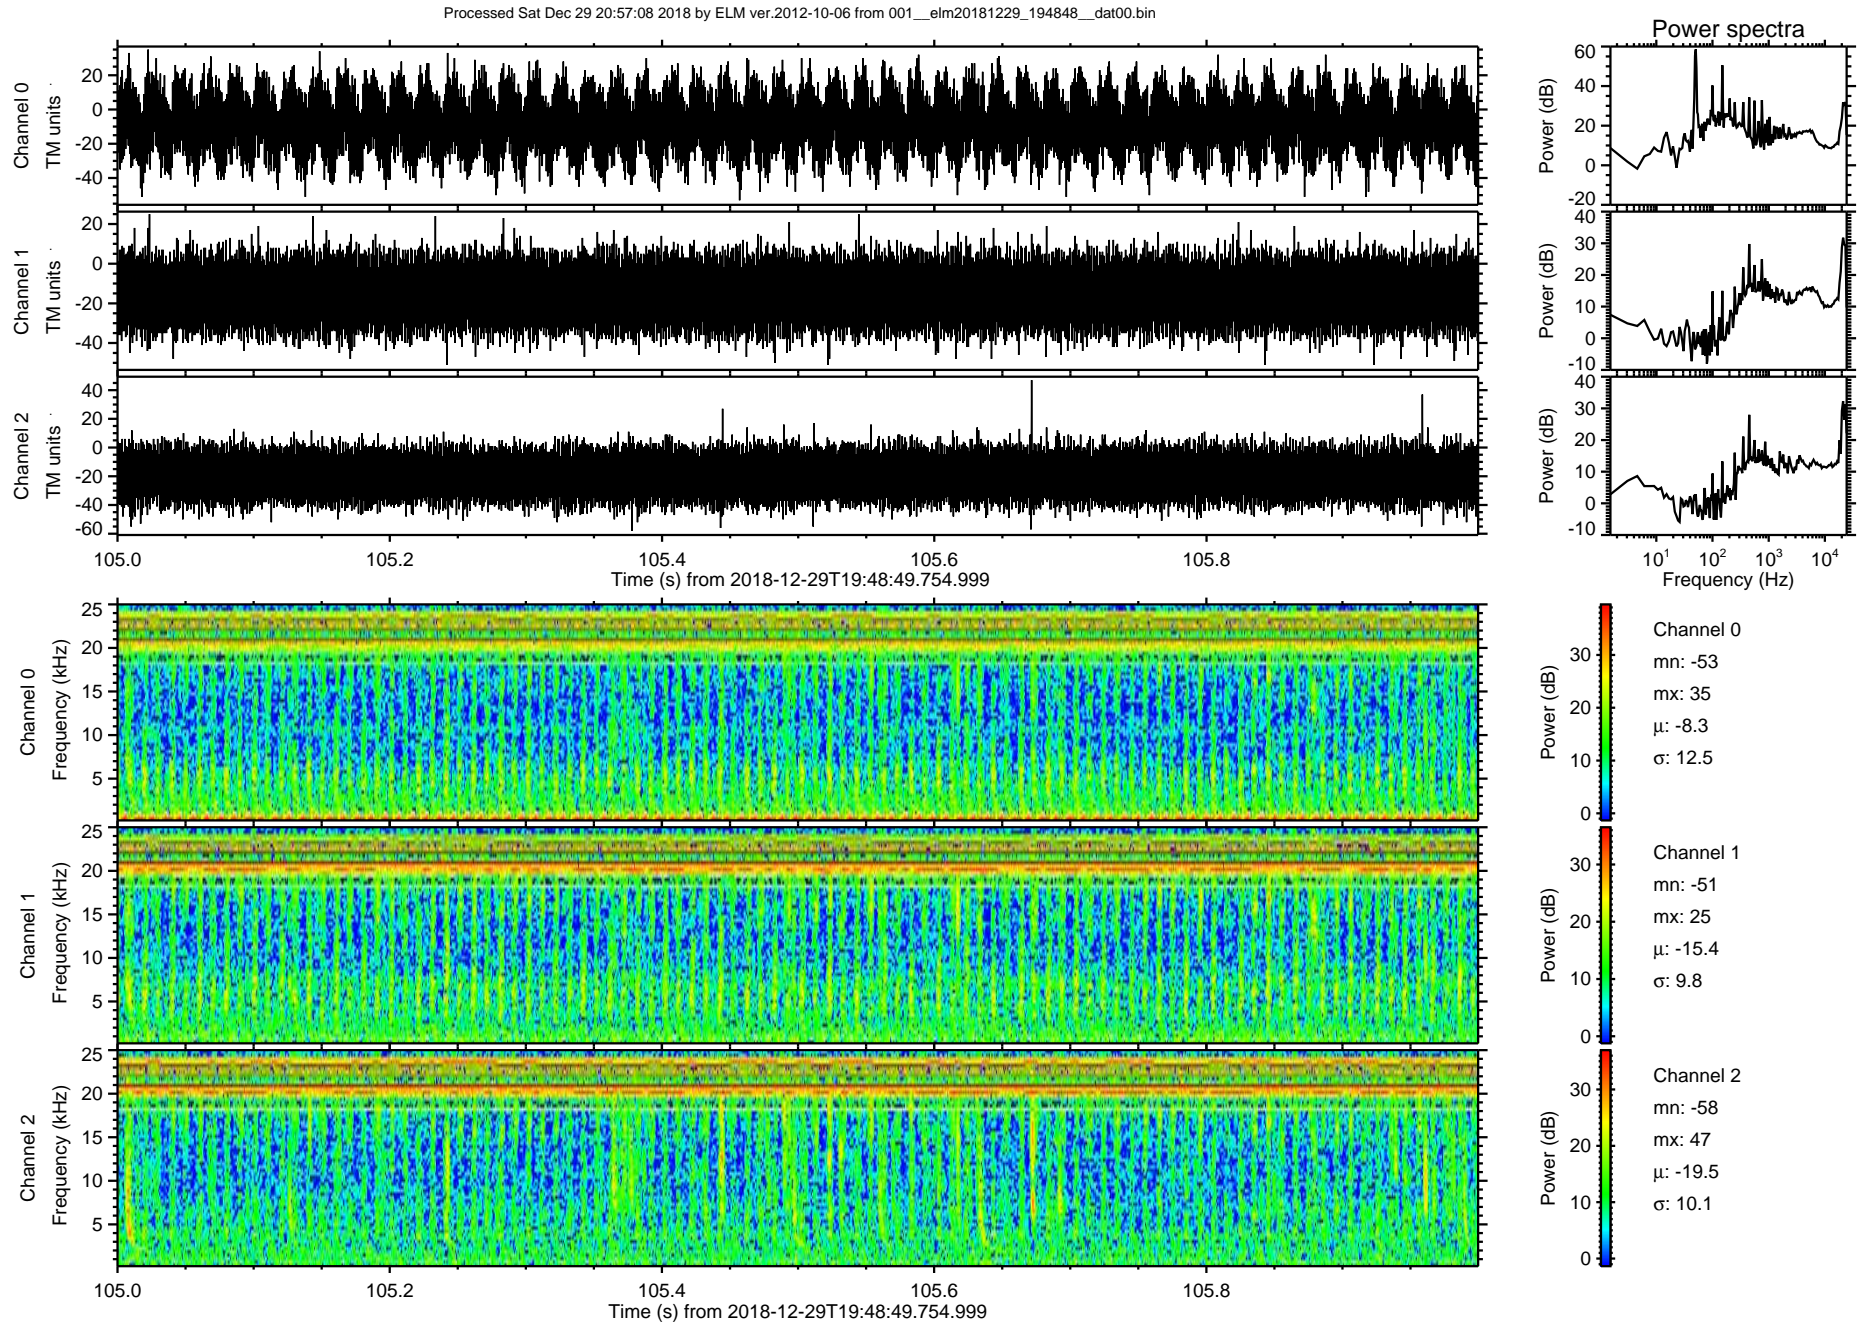 Processed Sat Dec 29 20:57:08 2018 by ELM ver.2012-10-06 from 001__elm20181229_194848__dat00.bin
Power spectra
Channel 0
TM units
20
0
-20
-40
Power (dB)
60
40
20
0
-20
Channel 1
TM units
20
0
-20
-40
Power (dB)
40
30
20
10
0
-10
Channel 2
TM units
40
20
0
-20
-40
-60
Power (dB)
40
30
20
10
0
-10
105.0 105.2 105.4 105.6 105.8
Time (s) from 2018-12-29T19:48:49.754.999
10^1 10^2 10^3 10^4
Frequency (Hz)
Channel 0
Frequency (kHz)
25
20
15
10
5
Power (dB)
30
20
10
0
Channel 0
mn: -53
mx: 35
μ: -8.3
σ: 12.5
Channel 1
Frequency (kHz)
25
20
15
10
5
Power (dB)
30
20
10
0
Channel 1
mn: -51
mx: 25
μ: -15.4
σ: 9.8
Channel 2
Frequency (kHz)
25
20
15
10
5
Power (dB)
30
20
10
0
Channel 2
mn: -58
mx: 47
μ: -19.5
σ: 10.1
105.0 105.2 105.4 105.6 105.8
Time (s) from 2018-12-29T19:48:49.754.999